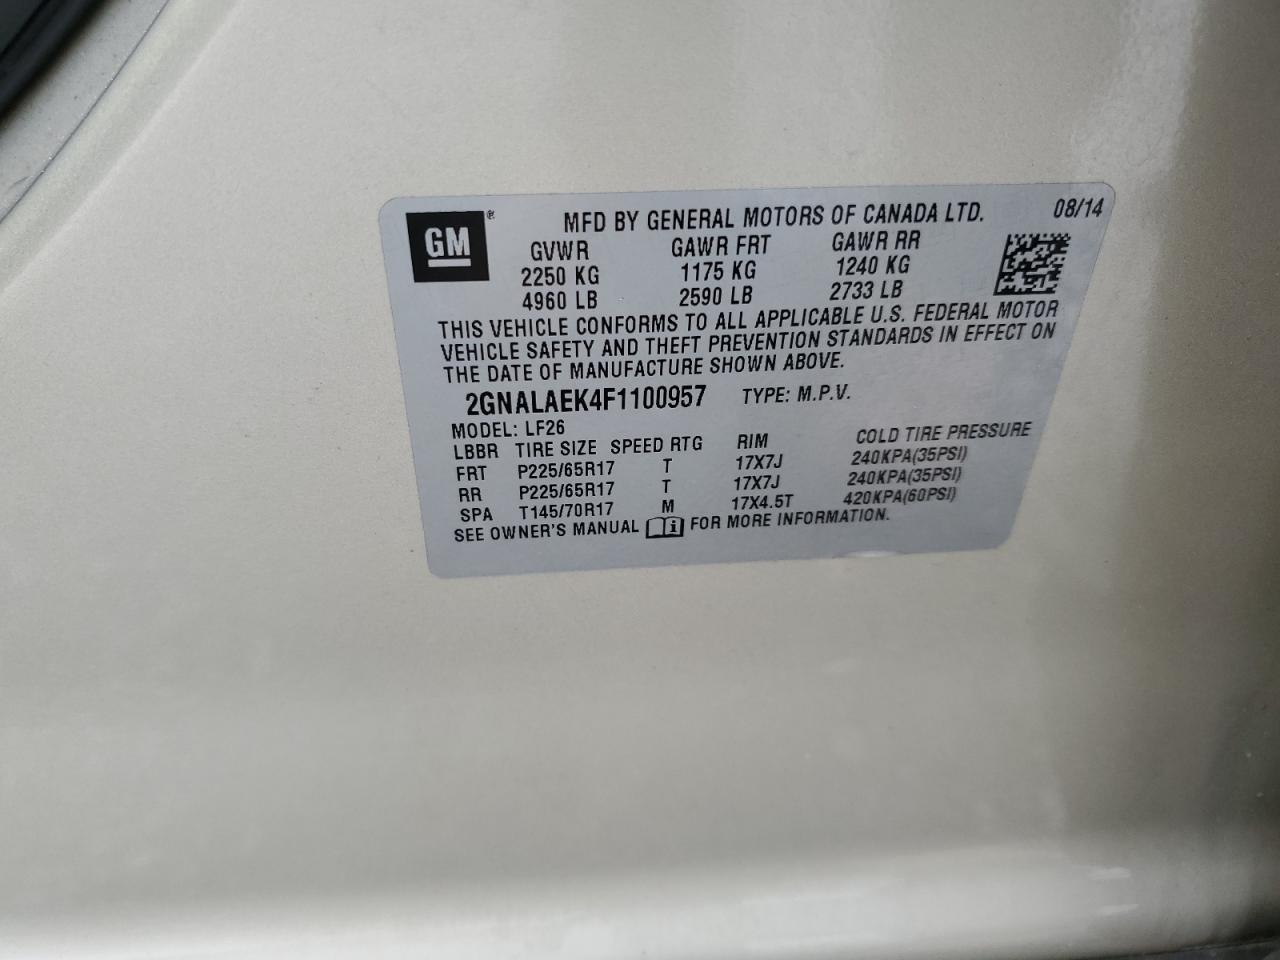 GM ® MFD BY GENERAL MOTORS OF CANADA LTD. 08/14
GVWR GAWR FRT GAWR RR
2250 KG 1175 KG 1240 KG
4960 LB 2590 LB 2733 LB
THIS VEHICLE CONFORMS TO ALL APPLICABLE U.S. FEDERAL MOTOR
VEHICLE SAFETY AND THEFT PREVENTION STANDARDS IN EFFECT ON
THE DATE OF MANUFACTURE SHOWN ABOVE.
2GNALAEK4F1100957 TYPE: M.P.V.
MODEL: LF26
LBBR TIRE SIZE SPEED RTG RIM COLD TIRE PRESSURE
FRT P225/65R17 T 17X7J 240KPA(35PSI)
RR P225/65R17 T 17X7J 240KPA(35PSI)
SPA T145/70R17 M 17X4.5T 420KPA(60PSI)
SEE OWNER'S MANUAL i FOR MORE INFORMATION.